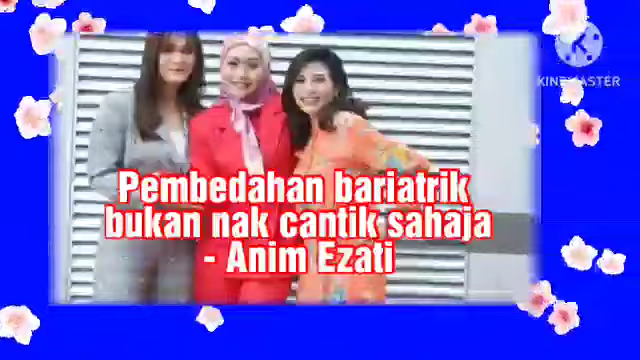 KINEMASTER
Pembedahan bariatrik
bukan nak cantik sahaja
- Anim Ezati